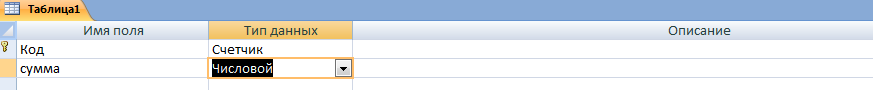 Таблица1
Имя поля Тип данных Описание
Код Счетчик
сумма Числовой